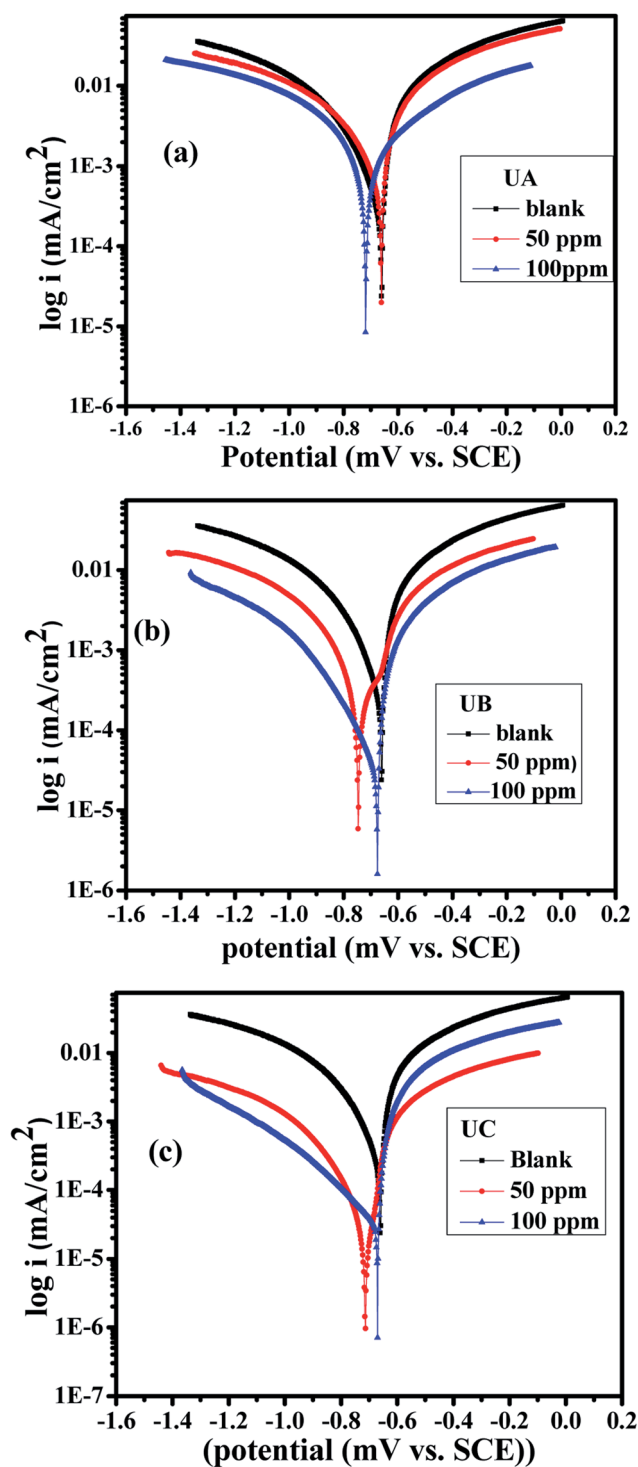 log i (mA/cm²)
0.01
1E-3
1E-4
1E-5
1E-6
(a)
UA
blank
50 ppm
100ppm
-1.6 -1.4 -1.2 -1.0 -0.8 -0.6 -0.4 -0.2 0.0 0.2
Potential (mV vs. SCE)
log i (mA/cm²)
0.01
1E-3
1E-4
1E-5
1E-6
(b)
UB
blank
50 ppm)
100 ppm
-1.6 -1.4 -1.2 -1.0 -0.8 -0.6 -0.4 -0.2 0.0 0.2
potential (mV vs. SCE)
log i (mA/cm²)
0.01
1E-3
1E-4
1E-5
1E-6
1E-7
(c)
UC
Blank
50 ppm
100 ppm
-1.6 -1.4 -1.2 -1.0 -0.8 -0.6 -0.4 -0.2 0.0 0.2
(potential (mV vs. SCE))